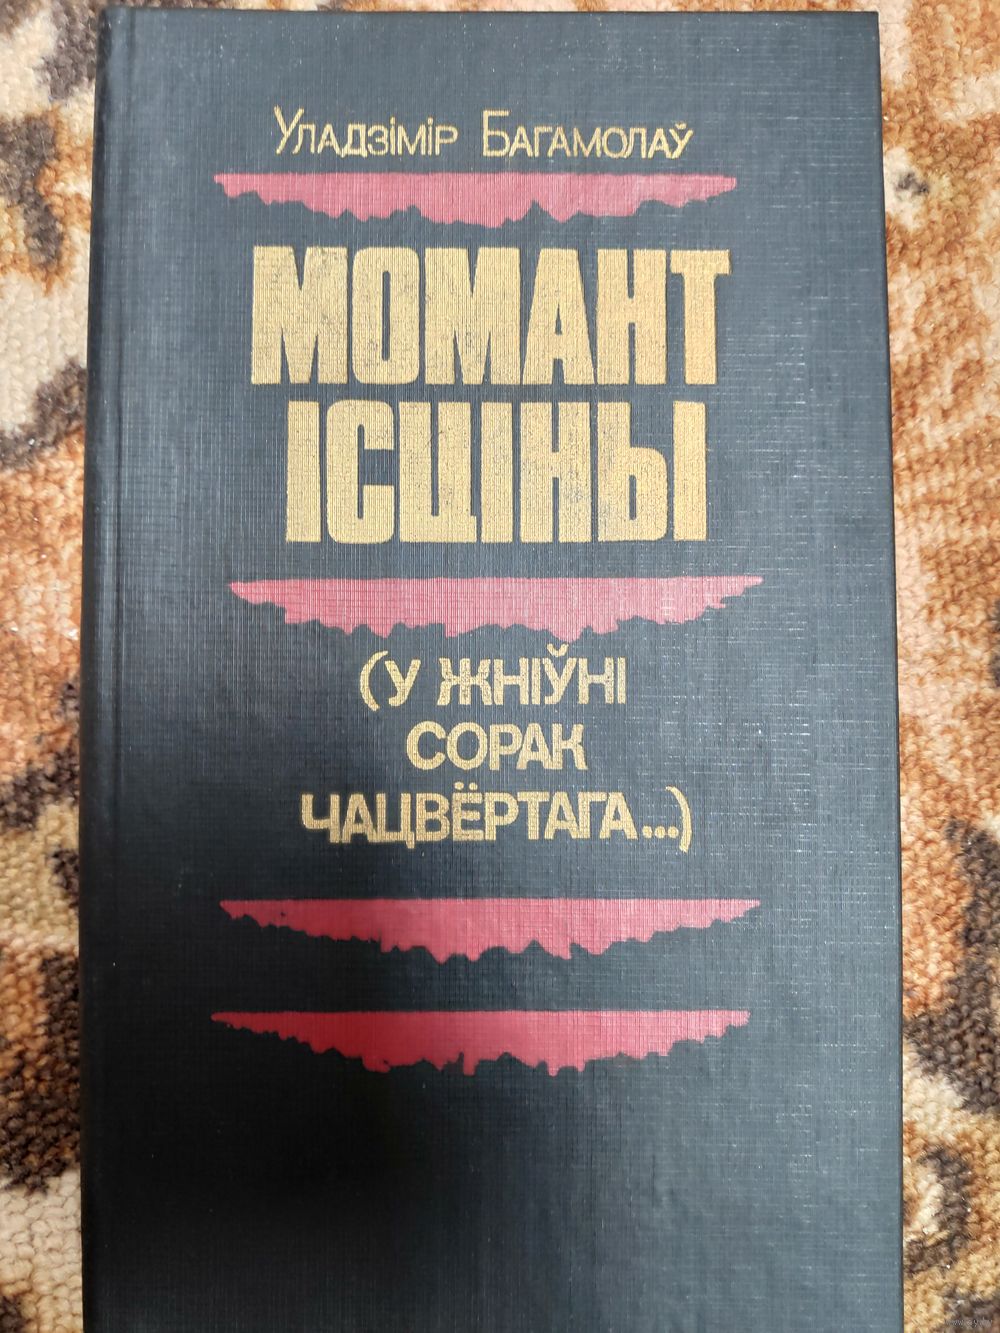 Уладзімір Багамолаў
МОМАНТ
ІСЦІНЫ
(У ЖНІЎНІ
СОРАК
ЧАЦВЁРТАГА...)